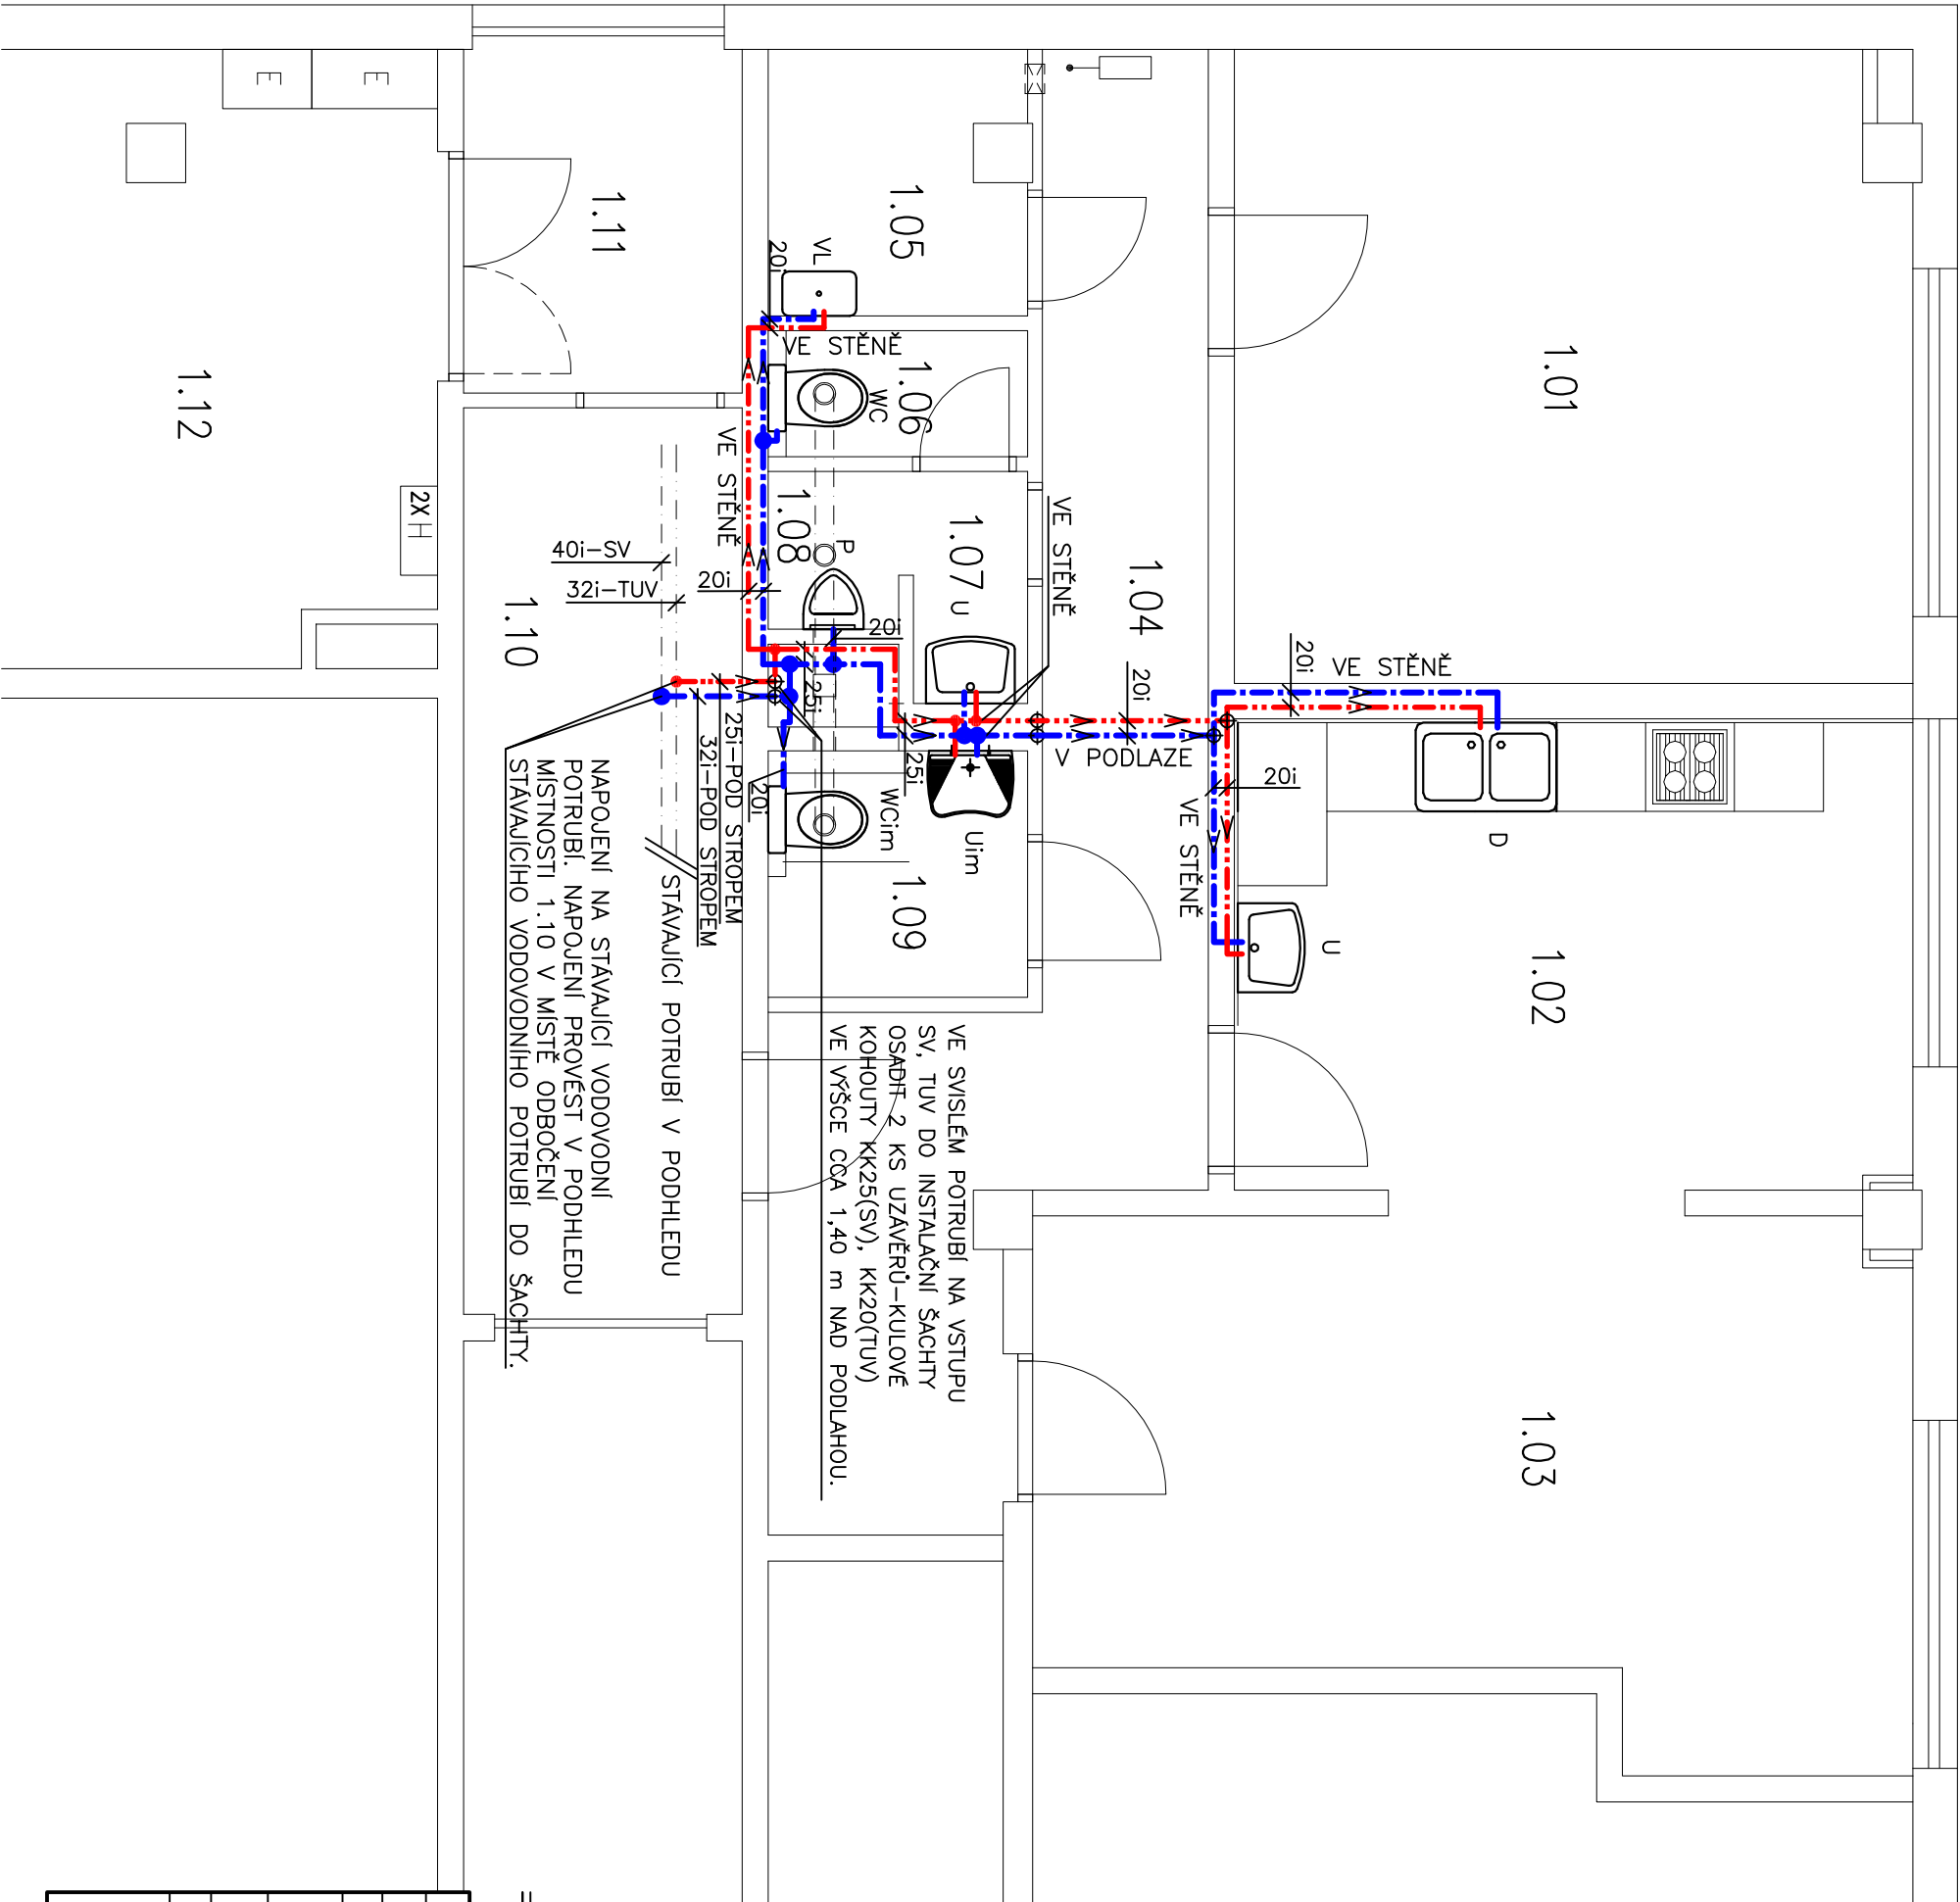 1.01
1.02
1.03
1.04
1.05
1.06
1.07
1.08
1.09
1.10
1.11
1.12
E
E
2X H
VL
20i
VE STĚNĚ
WC
VE STĚNĚ
P
U
VE STĚNĚ
40i-SV
32i-TUV
20i
20i
25i
25i
20i
20i
VE STĚNĚ
V PODLAZE
20i
VE STĚNĚ
D
U
Uim
WCim
20i
25i-POD STROPEM
32i-POD STROPEM
STÁVAJÍCÍ POTRUBÍ V PODHLEDU
NAPOJENÍ NA STÁVAJÍCÍ VODOVODNÍ
POTRUBÍ. NAPOJENÍ PROVÉST V PODHLEDU
MÍSTNOSTI 1.10 V MÍSTĚ ODBOČENÍ
STÁVAJÍCÍHO VODOVODNÍHO POTRUBÍ DO ŠACHTY.
VE SVISLÉM POTRUBÍ NA VSTUPU
SV, TUV DO INSTALAČNÍ ŠACHTY
OSADIT 2 KS UZÁVĚRŮ-KULOVÉ
KOHOUTY KK25(SV), KK20(TUV)
VE VÝŠCE CCA 1,40 m NAD PODLAHOU.